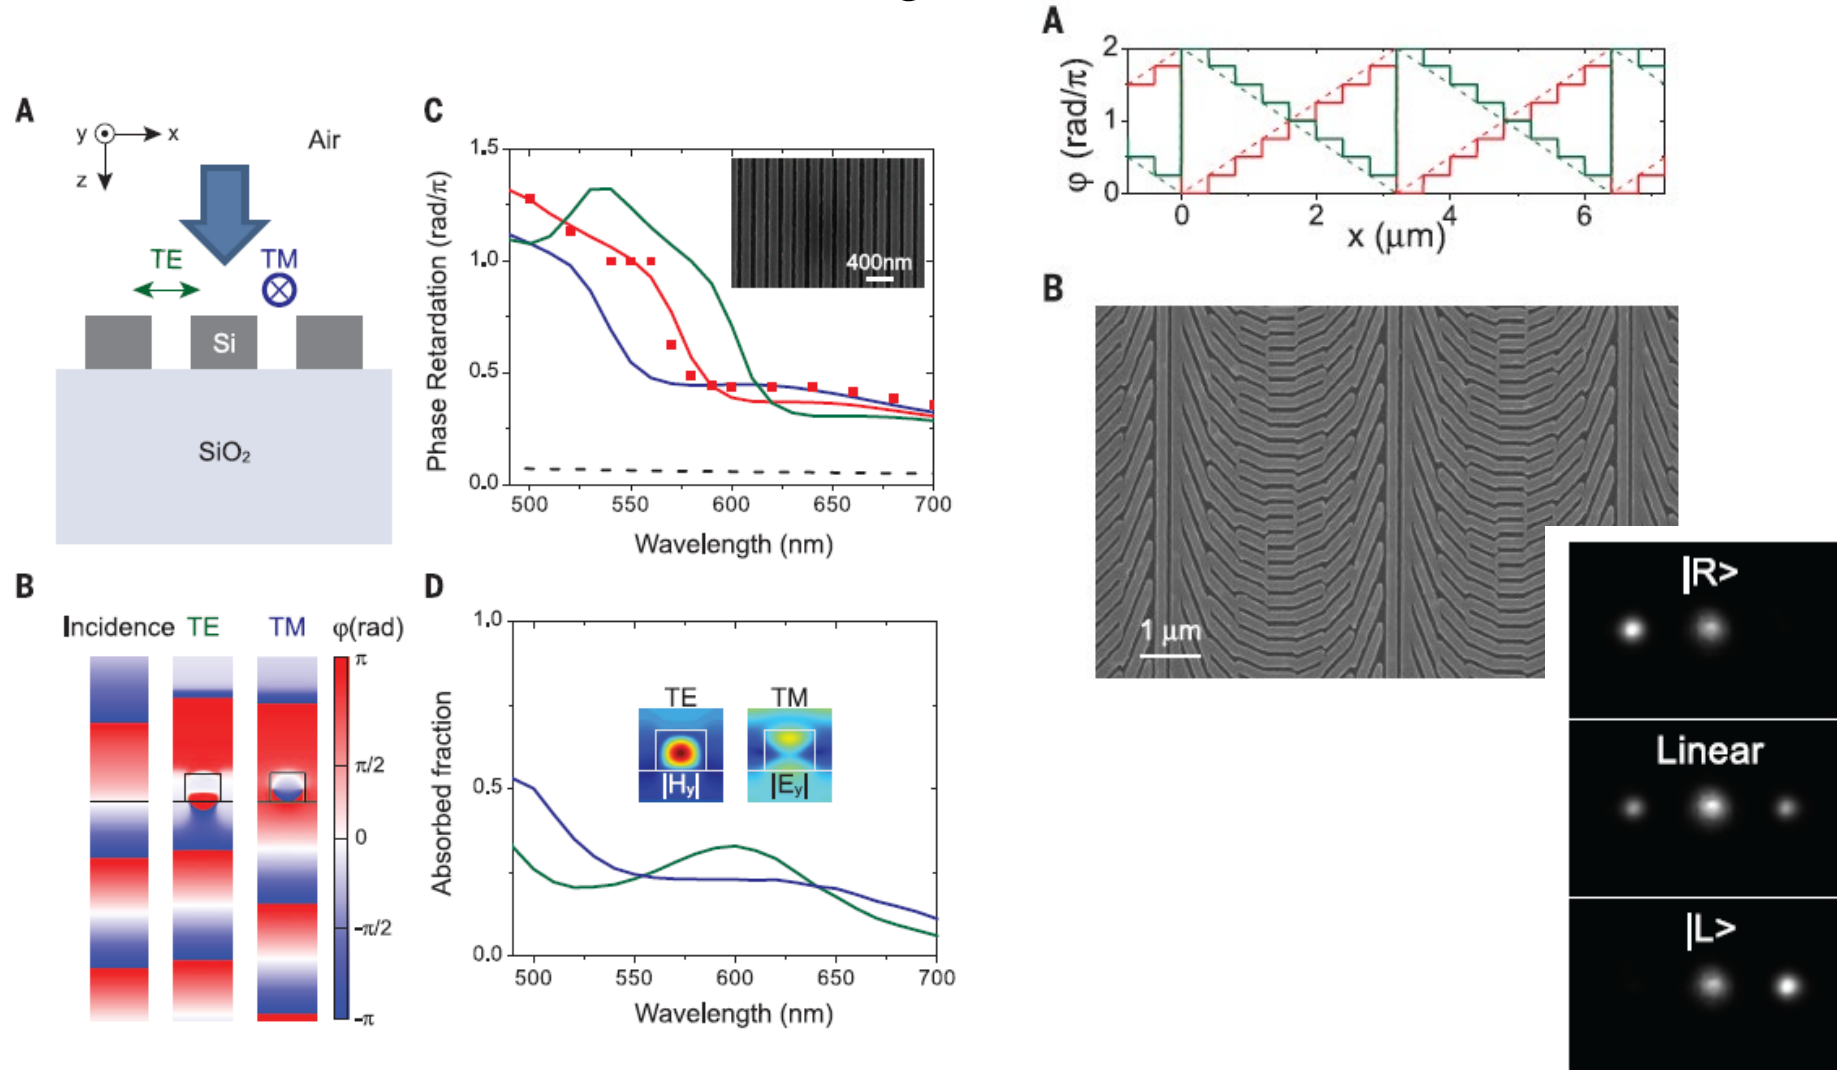 A
y
x
z
Air
TE
TM
Si
SiO₂
B
Incidence TE TM φ(rad)
π
π/2
0
-π/2
-π
C
Phase Retardation (rad/π)
1.5
1.0
0.5
0.0
400nm
500 550 600 650 700
Wavelength (nm)
D
Absorbed fraction
1.0
0.5
0.0
TE TM
|Hy| |Ey|
500 550 600 650 700
Wavelength (nm)
A
φ (rad/π)
2
1
0
0 2 4 6
x (μm)
B
1 μm
|R>
Linear
|L>